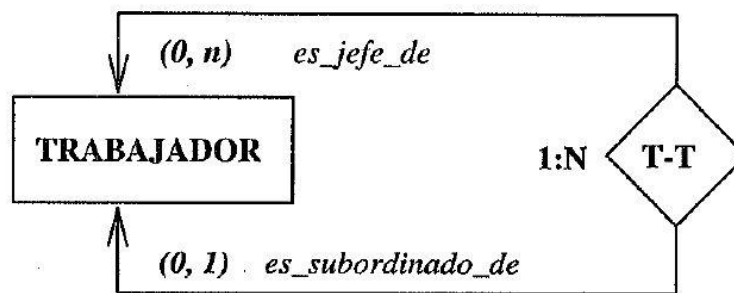 (0, n) es_jefe_de
TRABAJADOR
1:N T-T
(0, 1) es_subordinado_de